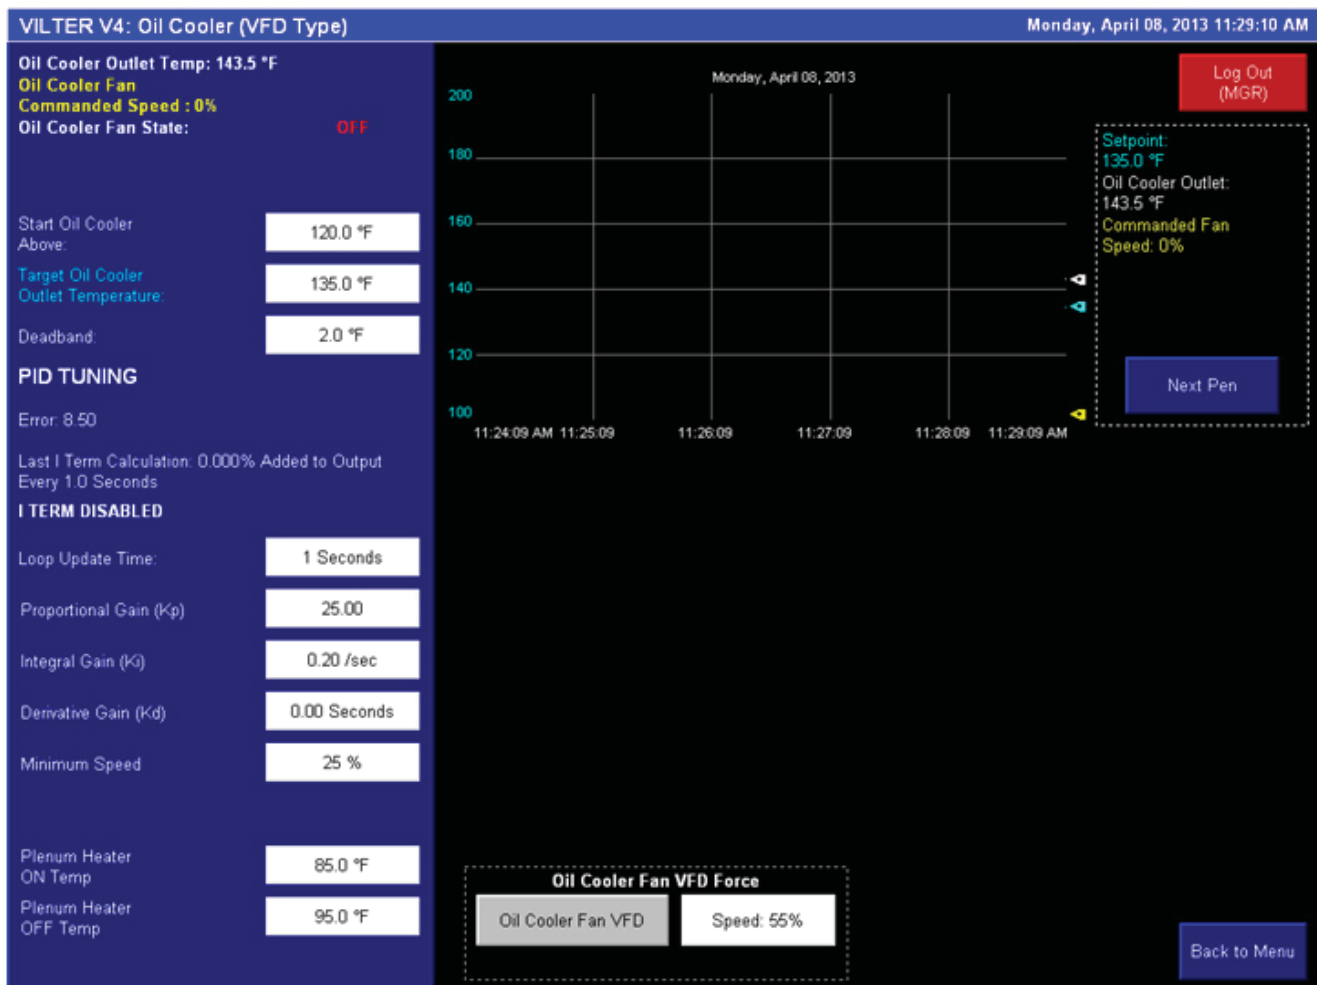 VILTER V4: Oil Cooler (VFD Type)
Monday, April 08, 2013 11:29:10 AM
Oil Cooler Outlet Temp: 143.5 °F
Oil Cooler Fan
Commanded Speed : 0%
Oil Cooler Fan State: OFF
Start Oil Cooler
Above:
120.0 °F
Target Oil Cooler
Outlet Temperature:
135.0 °F
Deadband:
2.0 °F
PID TUNING
Error: 8.50
Last I Term Calculation: 0.000% Added to Output
Every 1.0 Seconds
I TERM DISABLED
Loop Update Time:
1 Seconds
Proportional Gain (Kp)
25.00
Integral Gain (Ki)
0.20 /sec
Derivative Gain (Kd)
0.00 Seconds
Minimum Speed
25 %
Plenum Heater
ON Temp
85.0 °F
Plenum Heater
OFF Temp
95.0 °F
Monday, April 08, 2013
200
180
160
140
120
100
11:24:09 AM 11:25:09 11:26:09 11:27:09 11:28:09 11:29:09 AM
Log Out
(MGR)
Setpoint:
135.0 °F
Oil Cooler Outlet:
143.5 °F
Commanded Fan
Speed: 0%
Next Pen
Oil Cooler Fan VFD Force
Oil Cooler Fan VFD
Speed: 55%
Back to Menu